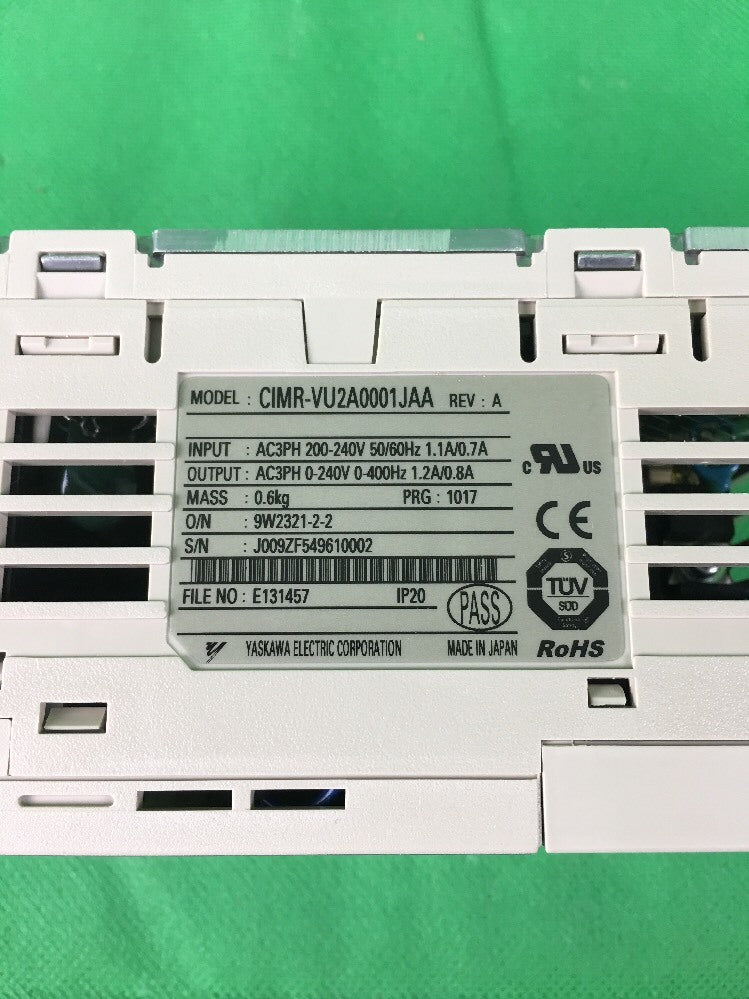 MODEL : CIMR-VU2A0001JAA REV : A
INPUT : AC3PH 200-240V 50/60Hz 1.1A/0.7A
OUTPUT : AC3PH 0-240V 0-400Hz 1.2A/0.8A
MASS : 0.6kg PRG : 1017
O/N : 9W2321-2-2
S/N : J009ZF549610002
FILE NO : E131457 IP20 PASS
YASKAWA ELECTRIC CORPORATION MADE IN JAPAN
c RU US
CE
TÜV
SÜD
RoHS